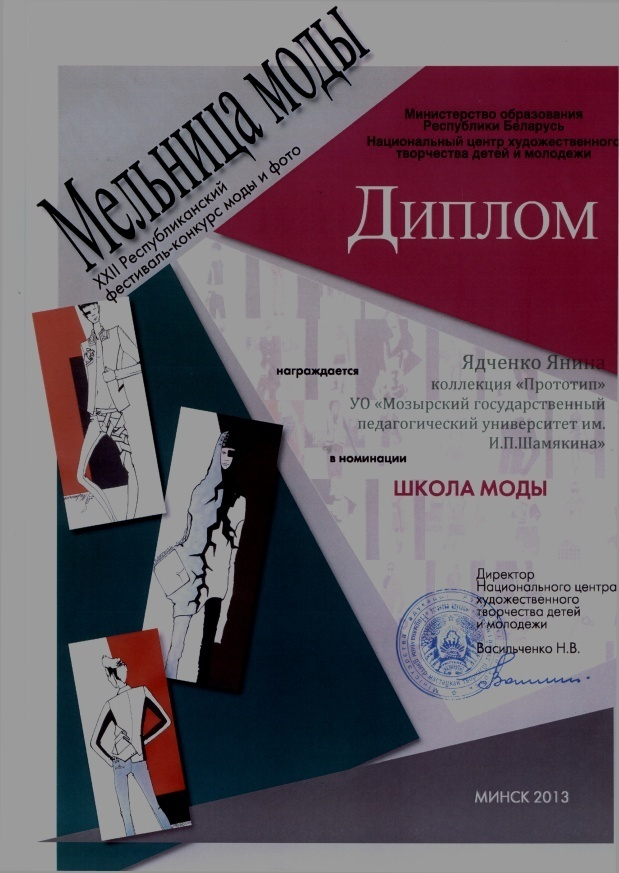 Мельница моды
XXII Республиканский
фестиваль-конкурс моды и фото
Министерство образования
Республики Беларусь
Национальный центр художественного
творчества детей и молодежи
Диплом
награждается
Ядченко Янина
коллекция «Прототип»
УО «Мозырский государственный
педагогический университет им.
И.П.Шамякина»
в номинации
ШКОЛА МОДЫ
Директор
Национального центра
художественного
творчества детей
и молодежи
Васильченко Н.В.
МИНСК 2013